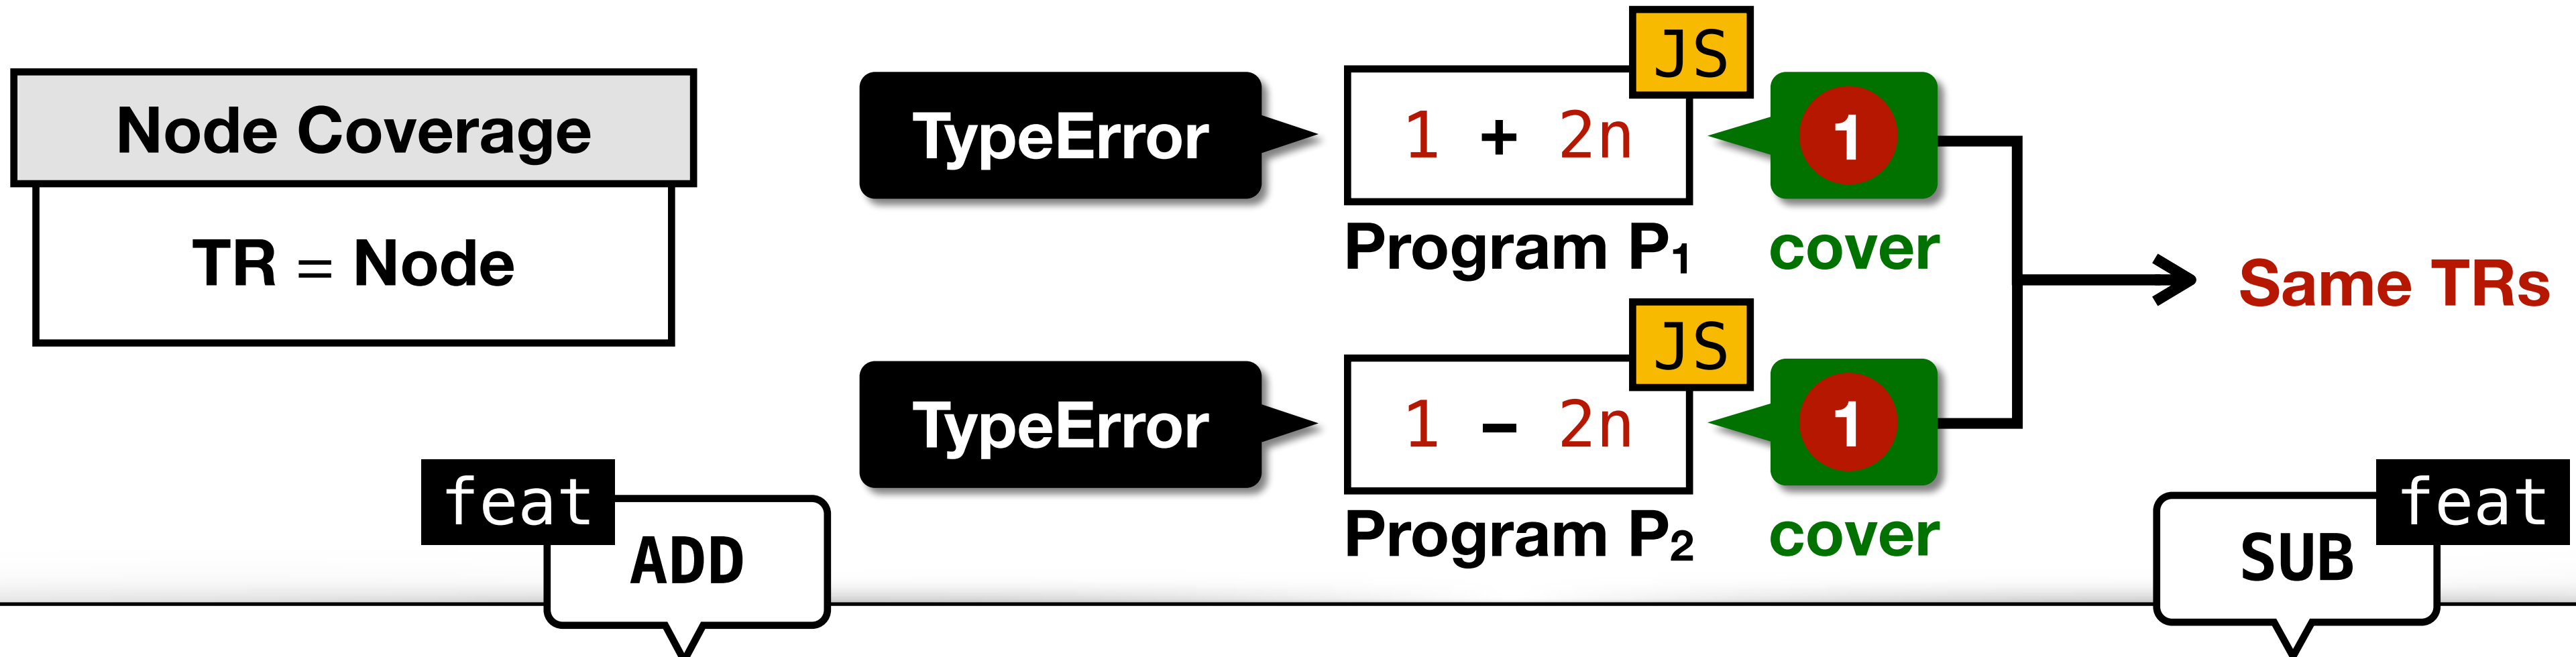 Node Coverage
TR = Node
TypeError
1 + 2n
JS
1
Program P₁
cover
TypeError
1 - 2n
JS
1
Program P₂
cover
Same TRs
feat
ADD
feat
SUB